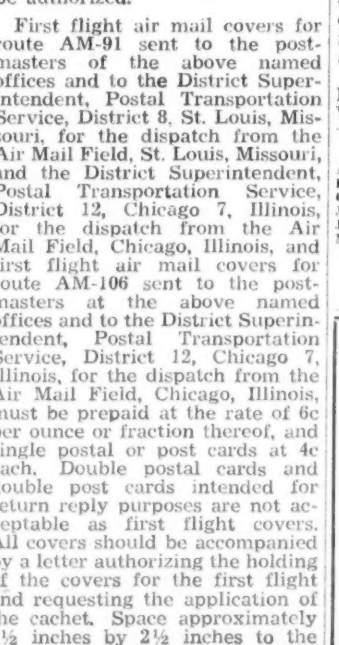 be authorized.
First flight air mail covers for
route AM-91 sent to the post-
masters of the above named
offices and to the District Super-
intendent, Postal Transportation
Service, District 8, St. Louis, Mis-
souri, for the dispatch from the
Air Mail Field, St. Louis, Missouri,
and the District Superintendent,
Postal Transportation Service,
District 12, Chicago 7, Illinois,
for the dispatch from the Air
Mail Field, Chicago, Illinois, and
first flight air mail covers for
route AM-106 sent to the post-
masters at the above named
offices and to the District Superin-
tendent, Postal Transportation
Service, District 12, Chicago 7,
Illinois, for the dispatch from the
Air Mail Field, Chicago, Illinois,
must be prepaid at the rate of 6c
per ounce or fraction thereof, and
single postal or post cards at 4c
each. Double postal cards and
double post cards intended for
return reply purposes are not ac-
ceptable as first flight covers.
All covers should be accompanied
by a letter authorizing the holding
of the covers for the first flight
and requesting the application of
the cachet. Space approximately
½ inches by 2½ inches to the